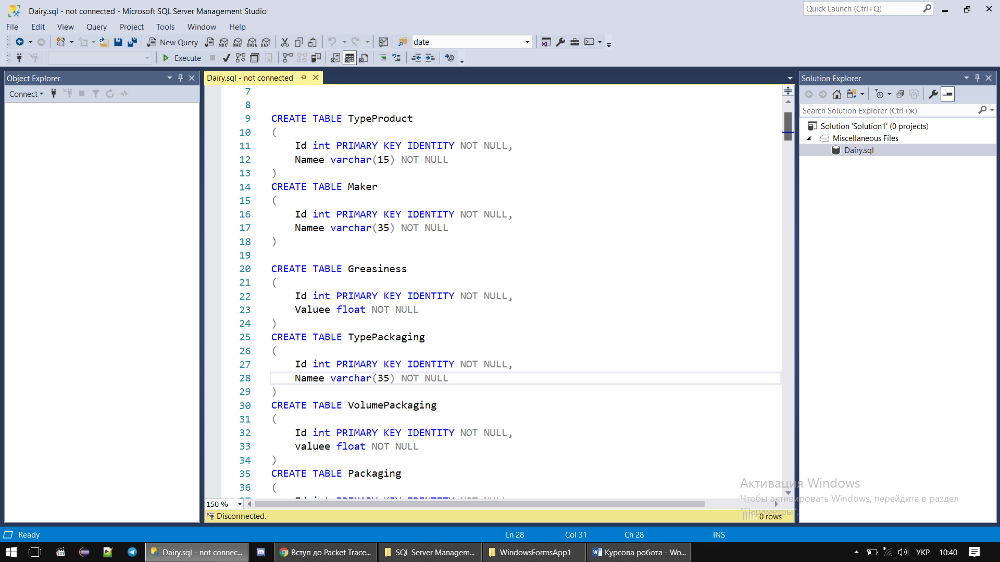 Dairy.sql - not connected - Microsoft SQL Server Management Studio
Quick Launch (Ctrl+Q)
File Edit View Query Project Tools Window Help
New Query MDX DMX XMLA DAX date
Execute
Object Explorer
Connect
Dairy.sql - not connected
7
8
9 CREATE TABLE TypeProduct
10 (
11 Id int PRIMARY KEY IDENTITY NOT NULL,
12 Namee varchar(15) NOT NULL
13 )
14 CREATE TABLE Maker
15 (
16 Id int PRIMARY KEY IDENTITY NOT NULL,
17 Namee varchar(35) NOT NULL
18 )
19
20 CREATE TABLE Greasiness
21 (
22 Id int PRIMARY KEY IDENTITY NOT NULL,
23 Valuee float NOT NULL
24 )
25 CREATE TABLE TypePackaging
26 (
27 Id int PRIMARY KEY IDENTITY NOT NULL,
28 Namee varchar(35) NOT NULL
29 )
30 CREATE TABLE VolumePackaging
31 (
32 Id int PRIMARY KEY IDENTITY NOT NULL,
33 valuee float NOT NULL
34 )
35 CREATE TABLE Packaging
36 (
150 %
Disconnected.
0 rows
Solution Explorer
Search Solution Explorer (Ctrl+ж)
Solution 'Solution1' (0 projects)
Miscellaneous Files
Dairy.sql
Активация Windows
Чтобы активировать Windows, перейдите в раздел
"Параметры".
Ready Ln 28 Col 31 Ch 28 INS
Dairy.sql - not connec... Вступ до Packet Trace... SQL Server Managem... WindowsFormsApp1 Курсова робота - Wo... УКР 10:40